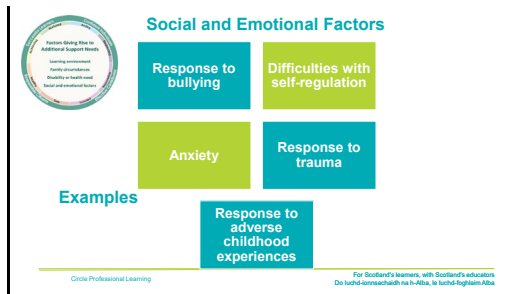 Social and Emotional Factors
Factors Giving Rise to
Additional Support Needs
Learning environment
Family circumstances
Disability or health need
Social and emotional factors
Response to
bullying
Difficulties with
self-regulation
Anxiety
Response to
trauma
Examples
Response to
adverse
childhood
experiences
Circle Professional Learning
For Scotland's learners, with Scotland's educators
Do luchd-ionnsachaidh na h-Alba, le luchd-foghlaim Alba